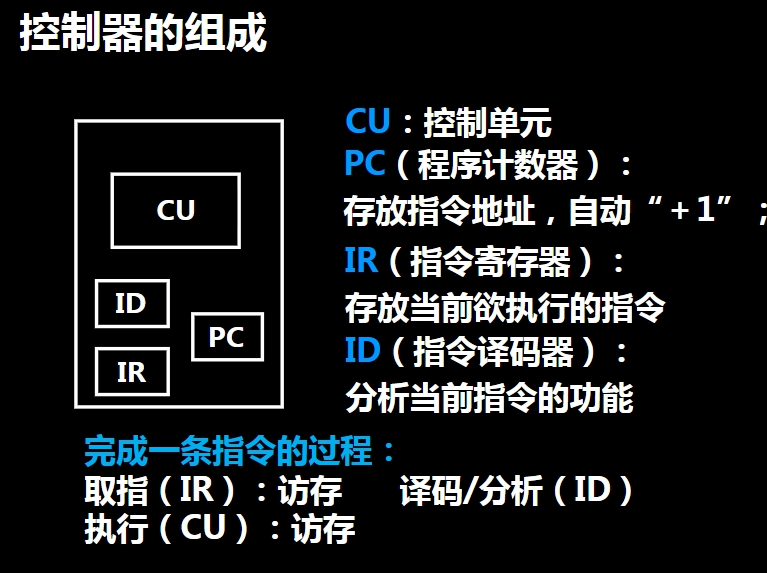 控制器的组成
CU
ID
PC
IR
CU：控制单元
PC（程序计数器）：
存放指令地址，自动“＋1”；
IR（指令寄存器）：
存放当前欲执行的指令
ID（指令译码器）：
分析当前指令的功能
完成一条指令的过程：
取指（IR）：访存 译码/分析（ID）
执行（CU）：访存